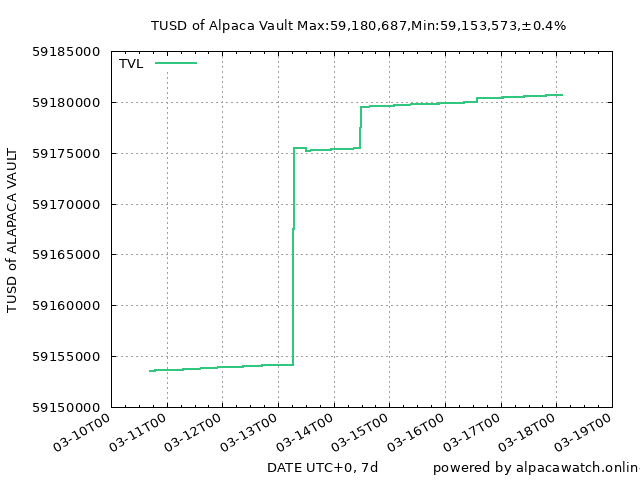 TUSD of Alpaca Vault Max:59,180,687,Min:59,153,573,±0.4%
TVL
59185000
59180000
59175000
59170000
59165000
59160000
59155000
59150000
TUSD of ALAPACA VAULT
03-10T00
03-11T00
03-12T00
03-13T00
03-14T00
03-15T00
03-16T00
03-17T00
03-18T00
03-19T00
DATE UTC+0, 7d
powered by alpacawatch.onlin